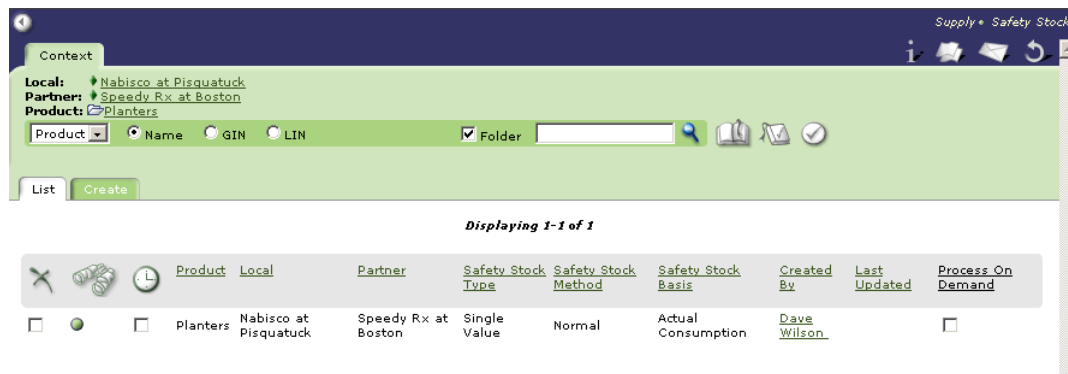 Supply • Safety Stock
Context
Local: Nabisco at Pisquatuck
Partner: Speedy Rx at Boston
Product: Planters
Product Name GIN LIN Folder
List Create
Displaying 1-1 of 1
Product Local Partner Safety Stock Type Safety Stock Method Safety Stock Basis Created By Last Updated Process On Demand
Planters Nabisco at Pisquatuck Speedy Rx at Boston Single Value Normal Actual Consumption Dave Wilson